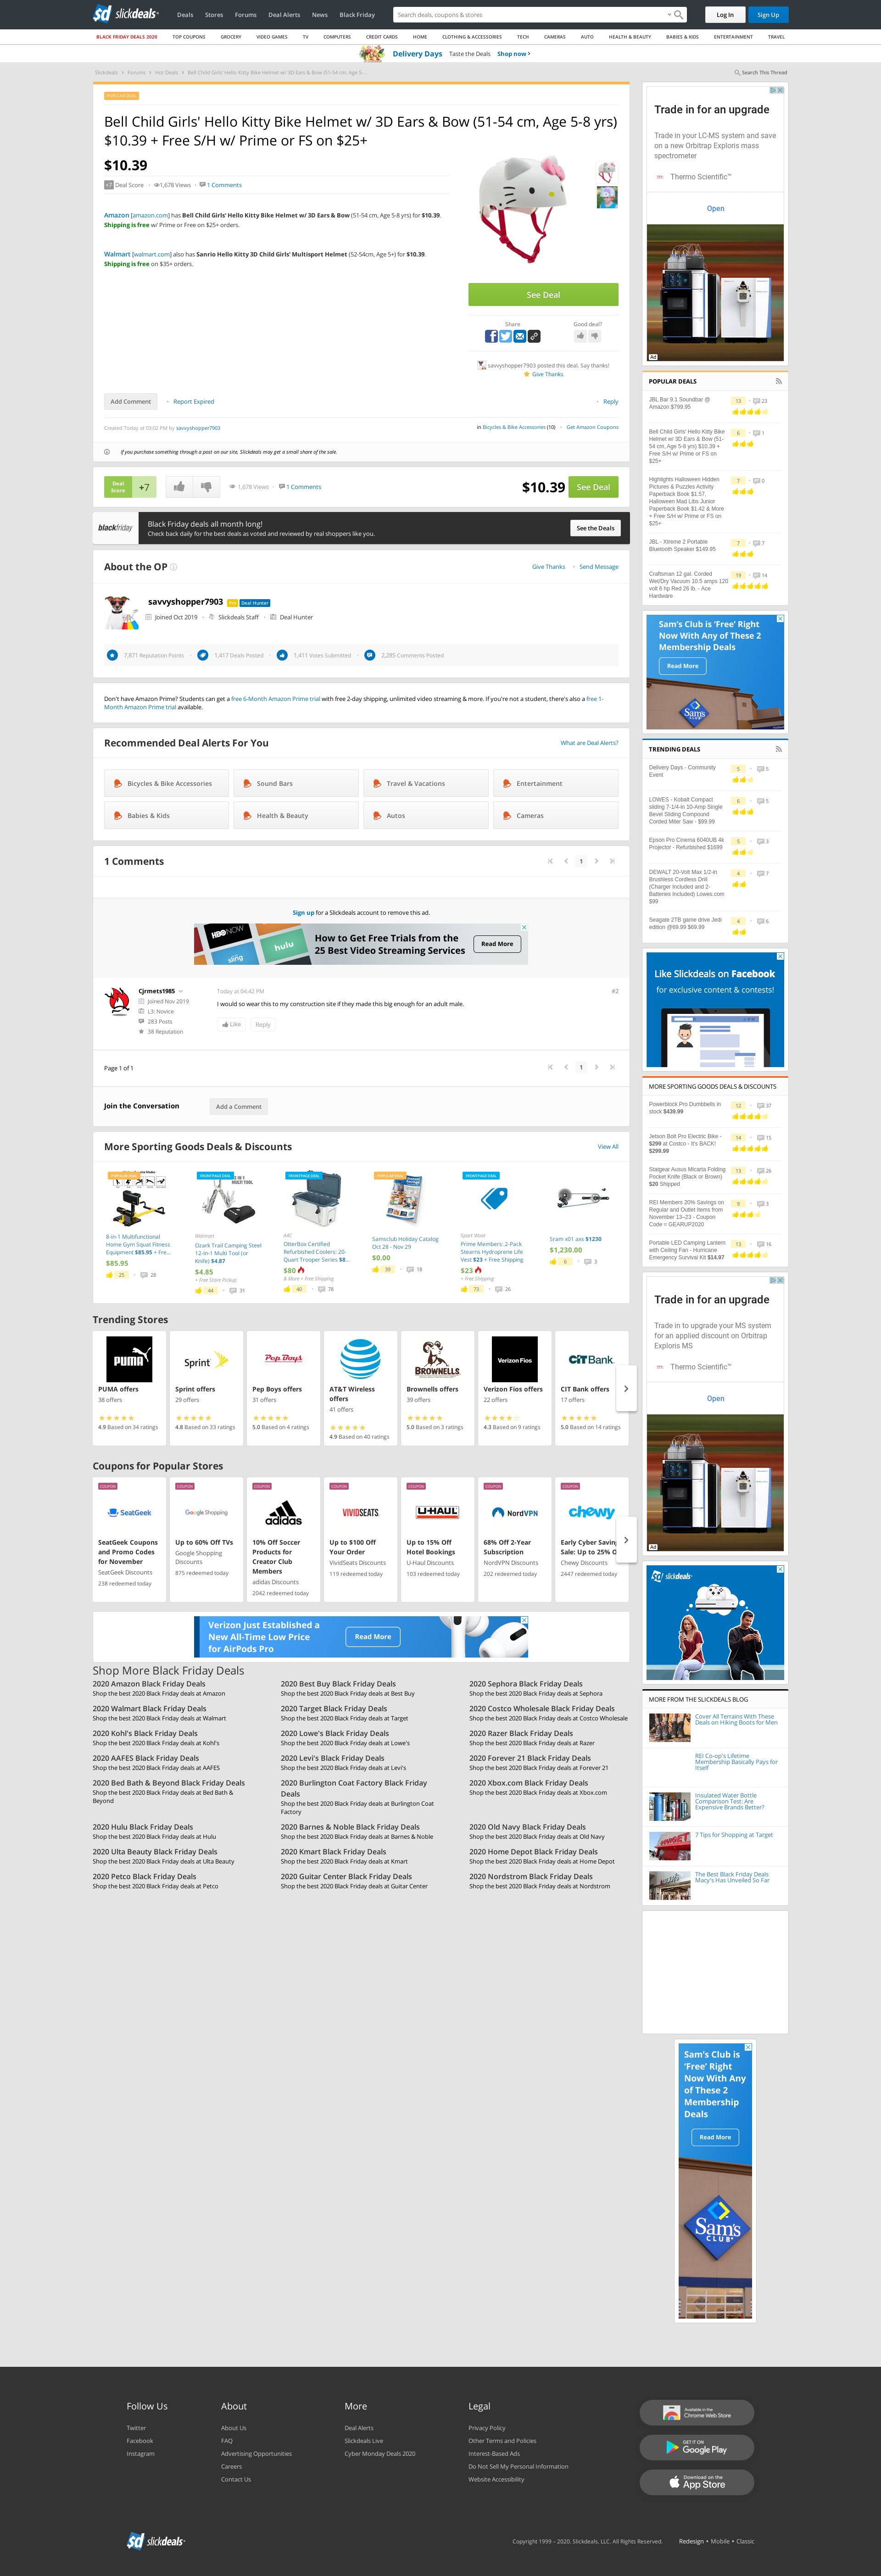 slickdeals
Deals Stores Forums Deal Alerts News Black Friday
Search deals, coupons & stores
Log In Sign Up
BLACK FRIDAY DEALS 2020 TOP COUPONS GROCERY VIDEO GAMES TV COMPUTERS CREDIT CARDS HOME CLOTHING & ACCESSORIES TECH CAMERAS AUTO HEALTH & BEAUTY BABIES & KIDS ENTERTAINMENT TRAVEL
Delivery Days Taste the Deals Shop now
Slickdeals Forums Hot Deals Bell Child Girls' Hello Kitty Bike Helmet w/ 3D Ears & Bow (51-54 cm, Age 5-...
Search This Thread
POPULAR DEAL
Bell Child Girls' Hello Kitty Bike Helmet w/ 3D Ears & Bow (51-54 cm, Age 5-8 yrs)
$10.39 + Free S/H w/ Prime or FS on $25+
$10.39
+7 Deal Score 1,678 Views 1 Comments
Amazon [amazon.com] has Bell Child Girls' Hello Kitty Bike Helmet w/ 3D Ears & Bow (51-54 cm, Age 5-8 yrs) for $10.39.
Shipping is free w/ Prime or Free on $25+ orders.
Walmart [walmart.com] also has Sanrio Hello Kitty 3D Child Girls' Multisport Helmet (52-54cm, Age 5+) for $10.39.
Shipping is free on $35+ orders.
See Deal
Share Good deal?
savvyshopper7903 posted this deal. Say thanks!
Give Thanks
Add Comment Report Expired Reply
Created Today at 03:02 PM by savvyshopper7903
in Bicycles & Bike Accessories (10) Get Amazon Coupons
If you purchase something through a post on our site, Slickdeals may get a small share of the sale.
Deal
Score +7 1,678 Views 1 Comments $10.39 See Deal
blackfriday
Black Friday deals all month long!
Check back daily for the best deals as voted and reviewed by real shoppers like you.
See the Deals
About the OP
Give Thanks Send Message
savvyshopper7903 Pro Deal Hunter
Joined Oct 2019 Slickdeals Staff Deal Hunter
7,871 Reputation Points 1,417 Deals Posted 1,411 Votes Submitted 2,285 Comments Posted
Don't have Amazon Prime? Students can get a free 6-Month Amazon Prime trial with free 2-day shipping, unlimited video streaming & more. If you're not a student, there's also a free 1-
Month Amazon Prime trial available.
Recommended Deal Alerts For You
What are Deal Alerts?
Bicycles & Bike Accessories Sound Bars Travel & Vacations Entertainment
Babies & Kids Health & Beauty Autos Cameras
1 Comments
1
Sign up for a Slickdeals account to remove this ad.
HBO NOW
sling
hulu
How to Get Free Trials from the
25 Best Video Streaming Services
Read More
Cjrmets1985
Joined Nov 2019
L3: Novice
283 Posts
38 Reputation
Today at 04:42 PM
#2
I would so wear this to my construction site if they made this big enough for an adult male.
Like Reply
Page 1 of 1
1
Join the Conversation
Add a Comment
More Sporting Goods Deals & Discounts
View All
POPULAR DEAL
8-in-1 Multifunctional
Home Gym Squat Fitness
Equipment $85.95 + Fre...
$85.95
25 28
FRONTPAGE DEAL
Walmart
Ozark Trail Camping Steel
12-In-1 Multi Tool (or
Knife) $4.87
$4.85
+ Free Store Pickup
44 31
FRONTPAGE DEAL
A4C
OtterBox Certified
Refurbished Coolers: 20-
Quart Trooper Series $8...
$80
& More + Free Shipping
40 78
POPULAR DEAL
Samsclub Holiday Catalog
Oct 28 - Nov 29
$0.00
39 18
FRONTPAGE DEAL
Sport Woot
Prime Members: 2-Pack
Stearns Hydroprene Life
Vest $23 + Free Shipping
$23
+ Free Shipping
73 26
Sram x01 axs $1230
$1,230.00
6 3
Trending Stores
PUMA
PUMA offers
38 offers
4.9 Based on 34 ratings
Sprint
Sprint offers
29 offers
4.8 Based on 33 ratings
Pep Boys
Pep Boys offers
31 offers
5.0 Based on 4 ratings
AT&T Wireless
offers
41 offers
4.9 Based on 40 ratings
BROWNELLS
Brownells offers
39 offers
5.0 Based on 3 ratings
Verizon Fios
Verizon Fios offers
22 offers
4.3 Based on 9 ratings
CIT Bank
CIT Bank offers
17 offers
5.0 Based on 14 ratings
Coupons for Popular Stores
COUPON
SeatGeek
SeatGeek Coupons
and Promo Codes
for November
SeatGeek Discounts
238 redeemed today
COUPON
Google Shopping
Up to 60% Off TVs
Google Shopping
Discounts
875 redeemed today
COUPON
adidas
10% Off Soccer
Products for
Creator Club
Members
adidas Discounts
2042 redeemed today
COUPON
VIVIDSEATS
Up to $100 Off
Your Order
VividSeats Discounts
119 redeemed today
COUPON
U-HAUL
Up to 15% Off
Hotel Bookings
U-Haul Discounts
103 redeemed today
COUPON
NordVPN
68% Off 2-Year
Subscription
NordVPN Discounts
202 redeemed today
COUPON
chewy
Early Cyber Saving
Sale: Up to 25% O
Chewy Discounts
2447 redeemed today
Verizon Just Established a
New All-Time Low Price
for AirPods Pro
Read More
Shop More Black Friday Deals
2020 Amazon Black Friday Deals
Shop the best 2020 Black Friday deals at Amazon
2020 Best Buy Black Friday Deals
Shop the best 2020 Black Friday deals at Best Buy
2020 Sephora Black Friday Deals
Shop the best 2020 Black Friday deals at Sephora
2020 Walmart Black Friday Deals
Shop the best 2020 Black Friday deals at Walmart
2020 Target Black Friday Deals
Shop the best 2020 Black Friday deals at Target
2020 Costco Wholesale Black Friday Deals
Shop the best 2020 Black Friday deals at Costco Wholesale
2020 Kohl's Black Friday Deals
Shop the best 2020 Black Friday deals at Kohl's
2020 Lowe's Black Friday Deals
Shop the best 2020 Black Friday deals at Lowe's
2020 Razer Black Friday Deals
Shop the best 2020 Black Friday deals at Razer
2020 AAFES Black Friday Deals
Shop the best 2020 Black Friday deals at AAFES
2020 Levi's Black Friday Deals
Shop the best 2020 Black Friday deals at Levi's
2020 Forever 21 Black Friday Deals
Shop the best 2020 Black Friday deals at Forever 21
2020 Bed Bath & Beyond Black Friday Deals
Shop the best 2020 Black Friday deals at Bed Bath &
Beyond
2020 Burlington Coat Factory Black Friday
Deals
Shop the best 2020 Black Friday deals at Burlington Coat
Factory
2020 Xbox.com Black Friday Deals
Shop the best 2020 Black Friday deals at Xbox.com
2020 Hulu Black Friday Deals
Shop the best 2020 Black Friday deals at Hulu
2020 Barnes & Noble Black Friday Deals
Shop the best 2020 Black Friday deals at Barnes & Noble
2020 Old Navy Black Friday Deals
Shop the best 2020 Black Friday deals at Old Navy
2020 Ulta Beauty Black Friday Deals
Shop the best 2020 Black Friday deals at Ulta Beauty
2020 Kmart Black Friday Deals
Shop the best 2020 Black Friday deals at Kmart
2020 Home Depot Black Friday Deals
Shop the best 2020 Black Friday deals at Home Depot
2020 Petco Black Friday Deals
Shop the best 2020 Black Friday deals at Petco
2020 Guitar Center Black Friday Deals
Shop the best 2020 Black Friday deals at Guitar Center
2020 Nordstrom Black Friday Deals
Shop the best 2020 Black Friday deals at Nordstrom
Trade in for an upgrade
Trade in your LC-MS system and save
on a new Orbitrap Exploris mass
spectrometer
Thermo Scientific™
Open
Ad
POPULAR DEALS
JBL Bar 9.1 Soundbar @
Amazon $799.95
13 23
Bell Child Girls' Hello Kitty Bike
Helmet w/ 3D Ears & Bow (51-
54 cm, Age 5-8 yrs) $10.39 +
Free S/H w/ Prime or FS on
$25+
6 1
Highlights Halloween Hidden
Pictures & Puzzles Activity
Paperback Book $1.57,
Halloween Mad Libs Junior
Paperback Book $1.42 & More
+ Free S/H w/ Prime or FS on
$25+
7 0
JBL - Xtreme 2 Portable
Bluetooth Speaker $149.95
7 7
Craftsman 12 gal. Corded
Wet/Dry Vacuum 10.5 amps 120
volt 6 hp Red 26 lb. - Ace
Hardware
19 14
Sam's Club is 'Free' Right
Now With Any of These 2
Membership Deals
Read More
Sam's
TRENDING DEALS
Delivery Days - Community
Event
5 5
LOWES - Kobalt Compact
sliding 7-1/4-in 10-Amp Single
Bevel Sliding Compound
Corded Miter Saw - $99.99
6 5
Epson Pro Cinema 6040UB 4k
Projector - Refurbished $1699
5 3
DEWALT 20-Volt Max 1/2-in
Brushless Cordless Drill
(Charger Included and 2-
Batteries Included) Lowes.com
$99
4 7
Seagate 2TB game drive Jedi
edition @69.99 $69.99
4 6
Like Slickdeals on Facebook
for exclusive content & contests!
MORE SPORTING GOODS DEALS & DISCOUNTS
Powerblock Pro Dumbbells in
stock $439.99
12 37
Jetson Bolt Pro Electric Bike -
$299 at Costco - It's BACK!
$299.99
14 15
Statgear Ausus Micarta Folding
Pocket Knife (Black or Brown)
$20 Shipped
13 26
REI Members 20% Savings on
Regular and Outlet Items from
November 13–23 - Coupon
Code = GEARUP2020
9 3
Portable LED Camping Lantern
with Ceiling Fan - Hurricane
Emergency Survival Kit $14.97
13 16
Trade in for an upgrade
Trade in to upgrade your MS system
for an applied discount on Orbitrap
Exploris MS
Thermo Scientific™
Open
Ad
slickdeals
MORE FROM THE SLICKDEALS BLOG
Cover All Terrains With These
Deals on Hiking Boots for Men
REI Co-op's Lifetime
Membership Basically Pays for
Itself
Insulated Water Bottle
Comparison Test: Are
Expensive Brands Better?
7 Tips for Shopping at Target
The Best Black Friday Deals
Macy's Has Unveiled So Far
Sam's Club is
'Free' Right
Now With Any
of These 2
Membership
Deals
Read More
Sam's
CLUB
Follow Us
Twitter
Facebook
Instagram
About
About Us
FAQ
Advertising Opportunities
Careers
Contact Us
More
Deal Alerts
Slickdeals Live
Cyber Monday Deals 2020
Legal
Privacy Policy
Other Terms and Policies
Interest-Based Ads
Do Not Sell My Personal Information
Website Accessibility
Available in the
Chrome Web Store
GET IT ON
Google Play
Download on the
App Store
slickdeals
Copyright 1999 – 2020. Slickdeals, LLC. All Rights Reserved. Redesign • Mobile • Classic